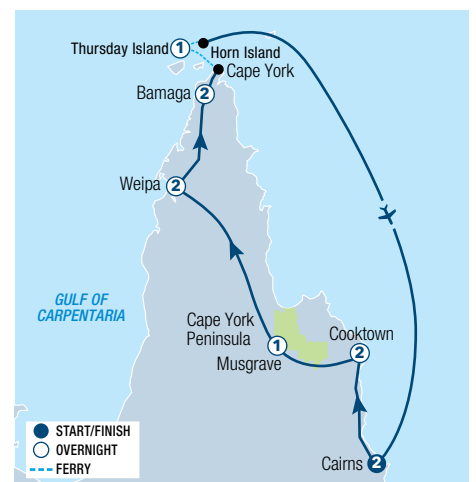 Thursday Island
1
Horn Island
Cape York
Bamaga
2
Weipa
2
GULF OF
CARPENTARIA
Cape York
Peninsula
Musgrave
1
Cooktown
2
START/FINISH
OVERNIGHT
FERRY
Cairns
2